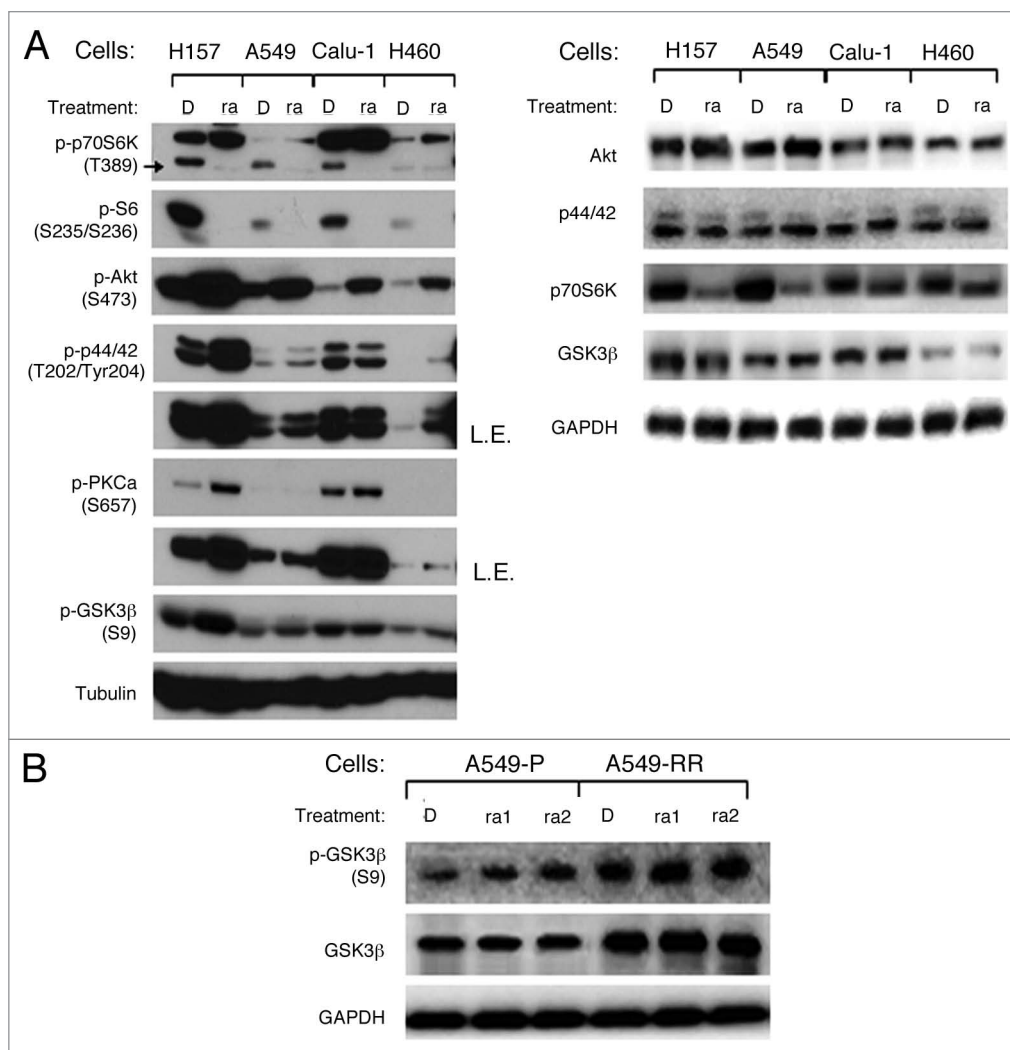 A
Cells:
H157 A549 Calu-1 H460
Treatment:
D ra D ra D ra D ra
p-p70S6K
(T389)
p-S6
(S235/S236)
p-Akt
(S473)
p-p44/42
(T202/Tyr204)
L.E.
p-PKCa
(S657)
L.E.
p-GSK3β
(S9)
Tubulin
Cells:
H157 A549 Calu-1 H460
Treatment:
D ra D ra D ra D ra
Akt
p44/42
p70S6K
GSK3β
GAPDH
B
Cells:
A549-P A549-RR
Treatment:
D ra1 ra2 D ra1 ra2
p-GSK3β
(S9)
GSK3β
GAPDH